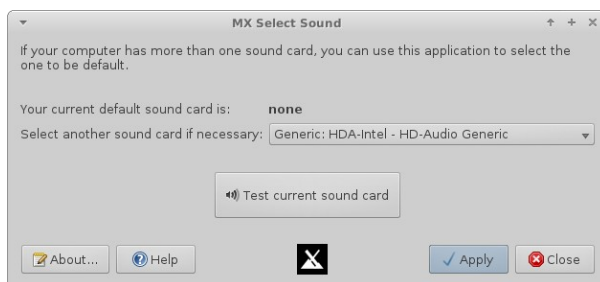 MX Select Sound
If your computer has more than one sound card, you can use this application to select the
one to be default.
Your current default sound card is: none
Select another sound card if necessary: Generic: HDA-Intel - HD-Audio Generic
Test current sound card
About... Help Apply Close